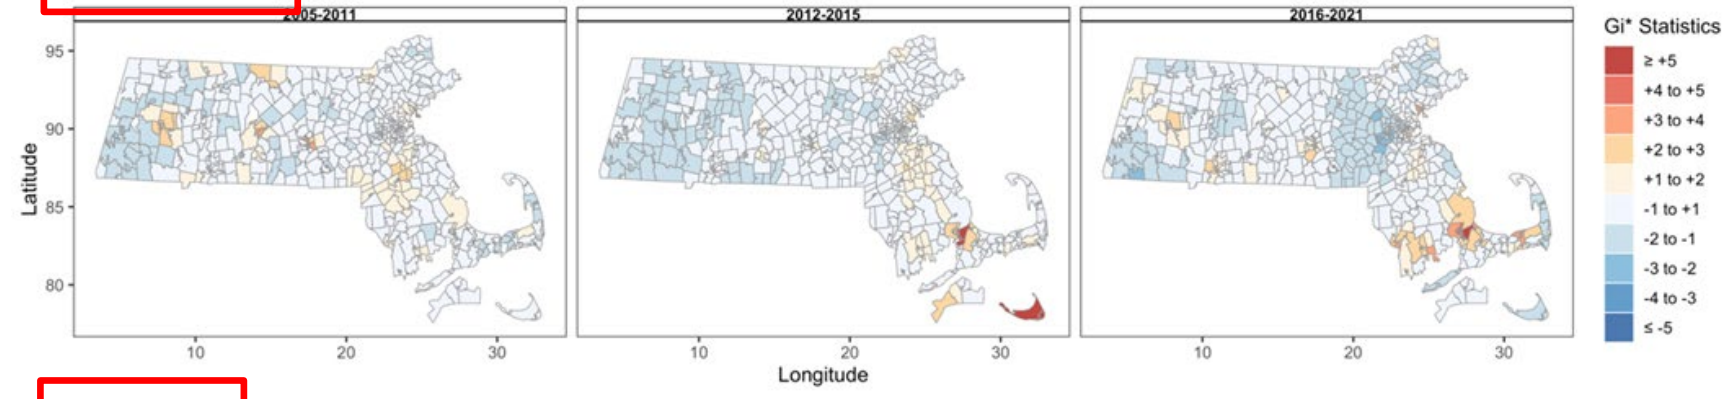 2005-2011 2012-2015 2016-2021
Gi* Statistics
≥ +5
+4 to +5
+3 to +4
+2 to +3
+1 to +2
-1 to +1
-2 to -1
-3 to -2
-4 to -3
≤ -5
Latitude
95
90
85
80
10 20 30 10 20 30 10 20 30
Longitude